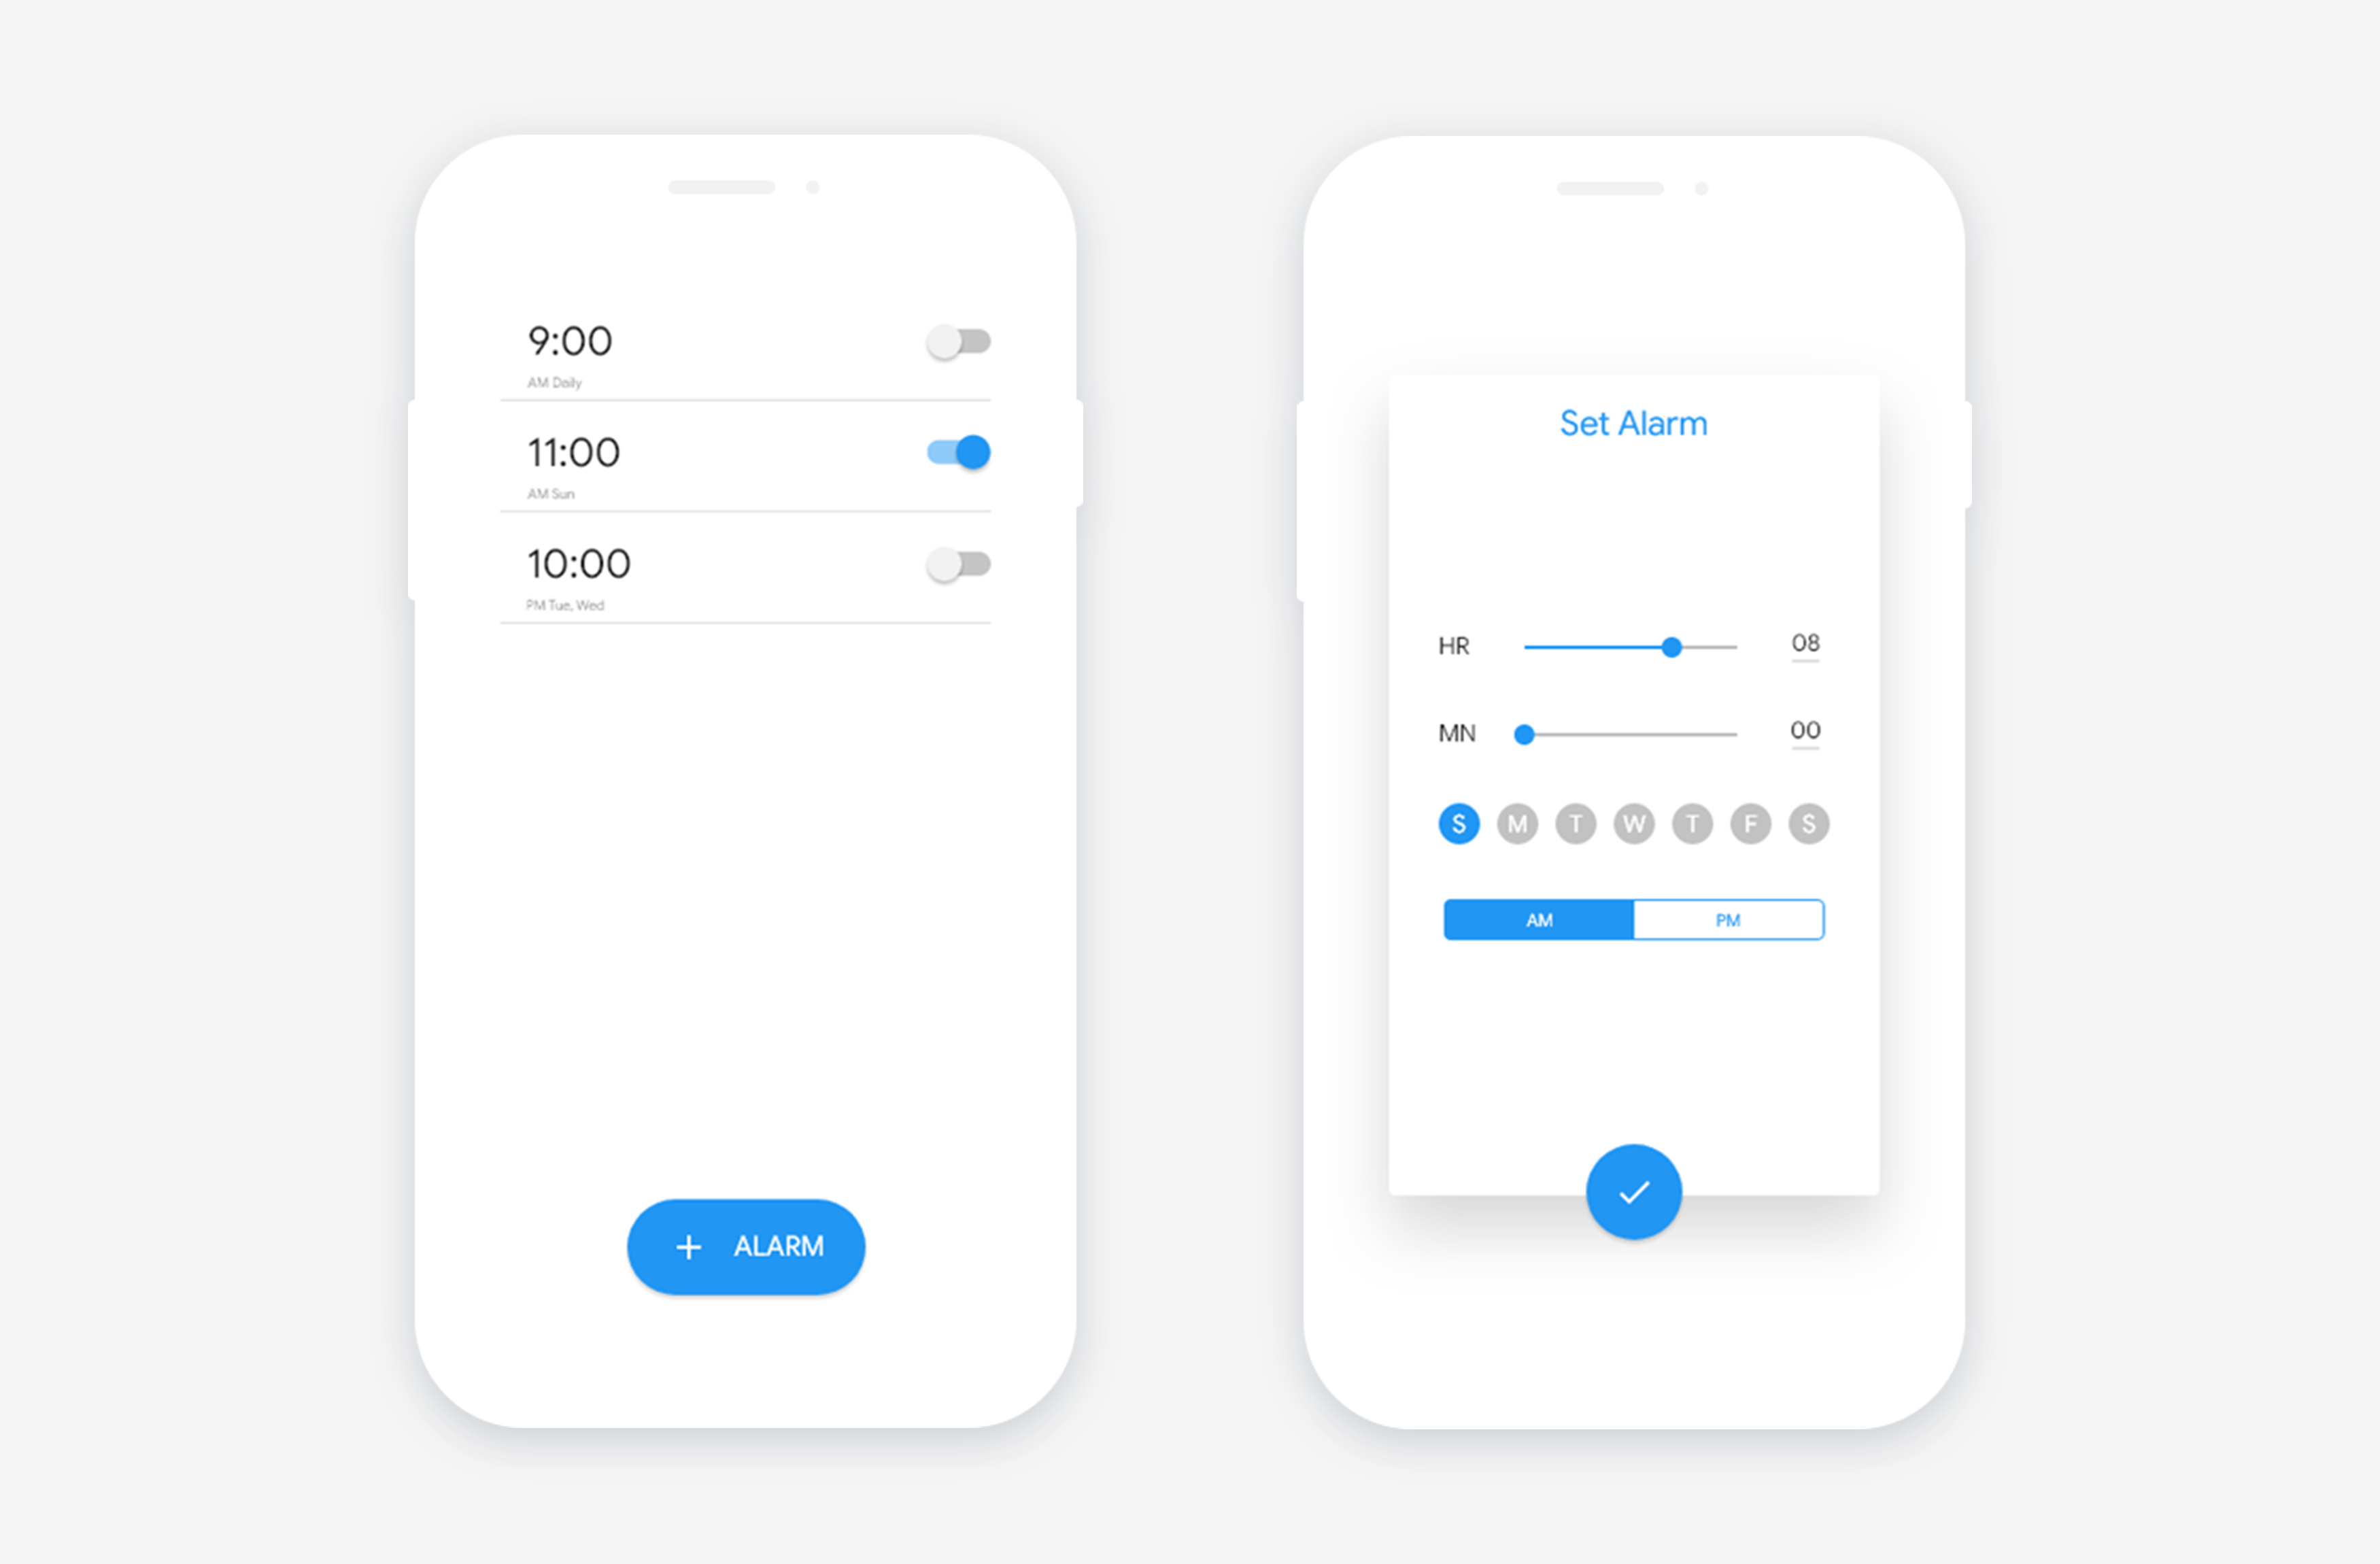 9:00
AM Daily
11:00
AM Sun
10:00
PM Tue, Wed
+ ALARM
Set Alarm
HR 08
MN 00
S M T W T F S
AM PM